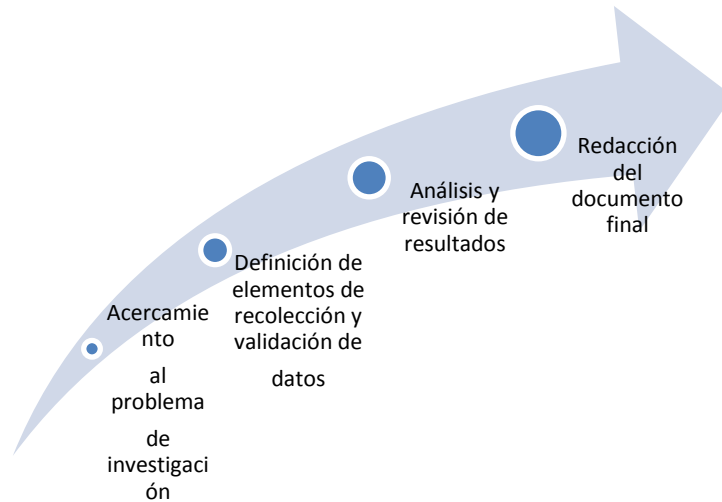 Acercamie
nto
al
problema
de
investigaci
ón
Definición de
elementos de
recolección y
validación de
datos
Análisis y
revisión de
resultados
Redacción
del
documento
final